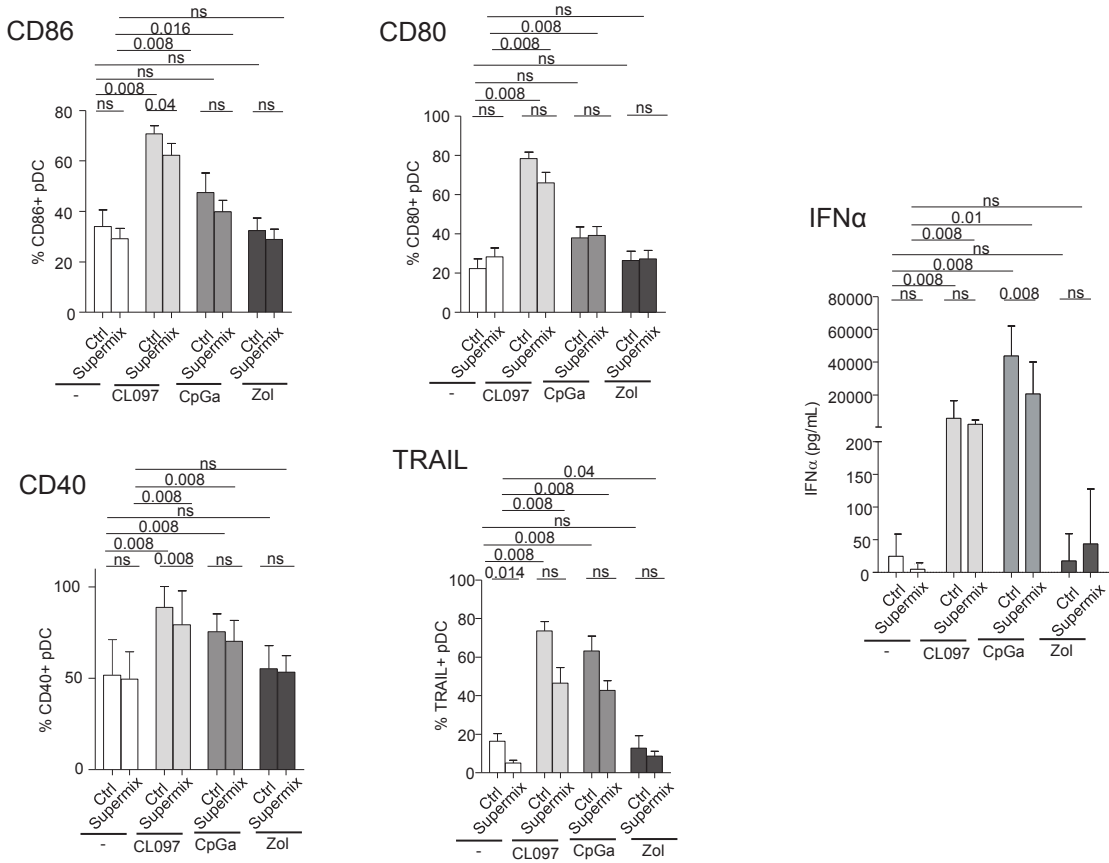 CD86
ns
0.016
0.008
ns
ns
0.008
ns 0.04 ns ns
80
60
40
20
0
% CD86+ pDC
Ctrl Supermix Ctrl Supermix Ctrl Supermix Ctrl Supermix
- CL097 CpGa Zol
CD80
ns
0.008
0.008
ns
ns
0.008
ns ns ns ns
100
80
60
40
20
0
% CD80+ pDC
Ctrl Supermix Ctrl Supermix Ctrl Supermix Ctrl Supermix
- CL097 CpGa Zol
IFNα
ns
0.01
0.008
ns
0.008
0.008
ns ns 0.008 ns
80000
60000
40000
20000
200
150
100
50
0
IFNα (pg/mL)
Ctrl Supermix Ctrl Supermix Ctrl Supermix Ctrl Supermix
- CL097 CpGa Zol
CD40
ns
0.008
0.008
ns
0.008
0.008
ns 0.008 ns ns
100
50
0
% CD40+ pDC
Ctrl Supermix Ctrl Supermix Ctrl Supermix Ctrl Supermix
- CL097 CpGa Zol
TRAIL
0.04
0.008
0.008
ns
0.008
0.008
0.014 ns ns ns
100
80
60
40
20
0
% TRAIL+ pDC
Ctrl Supermix Ctrl Supermix Ctrl Supermix Ctrl Supermix
- CL097 CpGa Zol